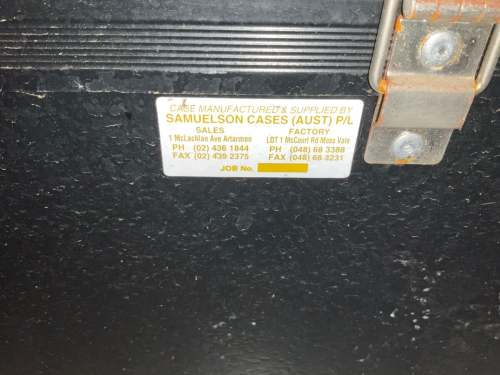 CASE MANUFACTURED & SUPPLIED BY
SAMUELSON CASES (AUST) P/L
SALES FACTORY
1 McLachlan Ave Artarmon LOT 1 McCourt Rd Moss Vale
PH (02) 436 1844 PH (048) 68 3388
FAX (02) 439 2375 FAX (048) 68 3231
JOB No.